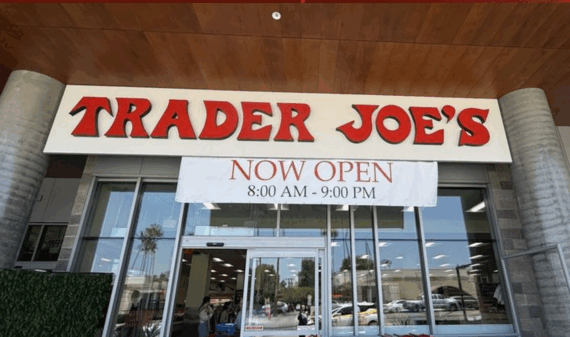 TRADER JOE'S
NOW OPEN
8:00 AM - 9:00 PM